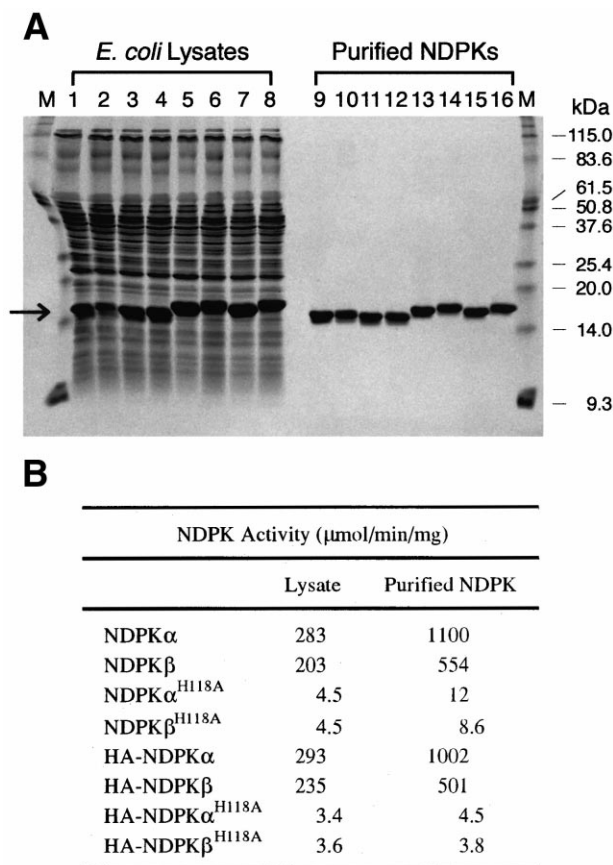 A
E. coli Lysates Purified NDPKs
M 1 2 3 4 5 6 7 8 9 10 11 12 13 14 15 16 M kDa
115.0
83.6
61.5
50.8
37.6
25.4
20.0
14.0
9.3
B
NDPK Activity (μmol/min/mg)
Lysate Purified NDPK
NDPKα 283 1100
NDPKβ 203 554
NDPKα^H118A 4.5 12
NDPKβ^H118A 4.5 8.6
HA-NDPKα 293 1002
HA-NDPKβ 235 501
HA-NDPKα^H118A 3.4 4.5
HA-NDPKβ^H118A 3.6 3.8